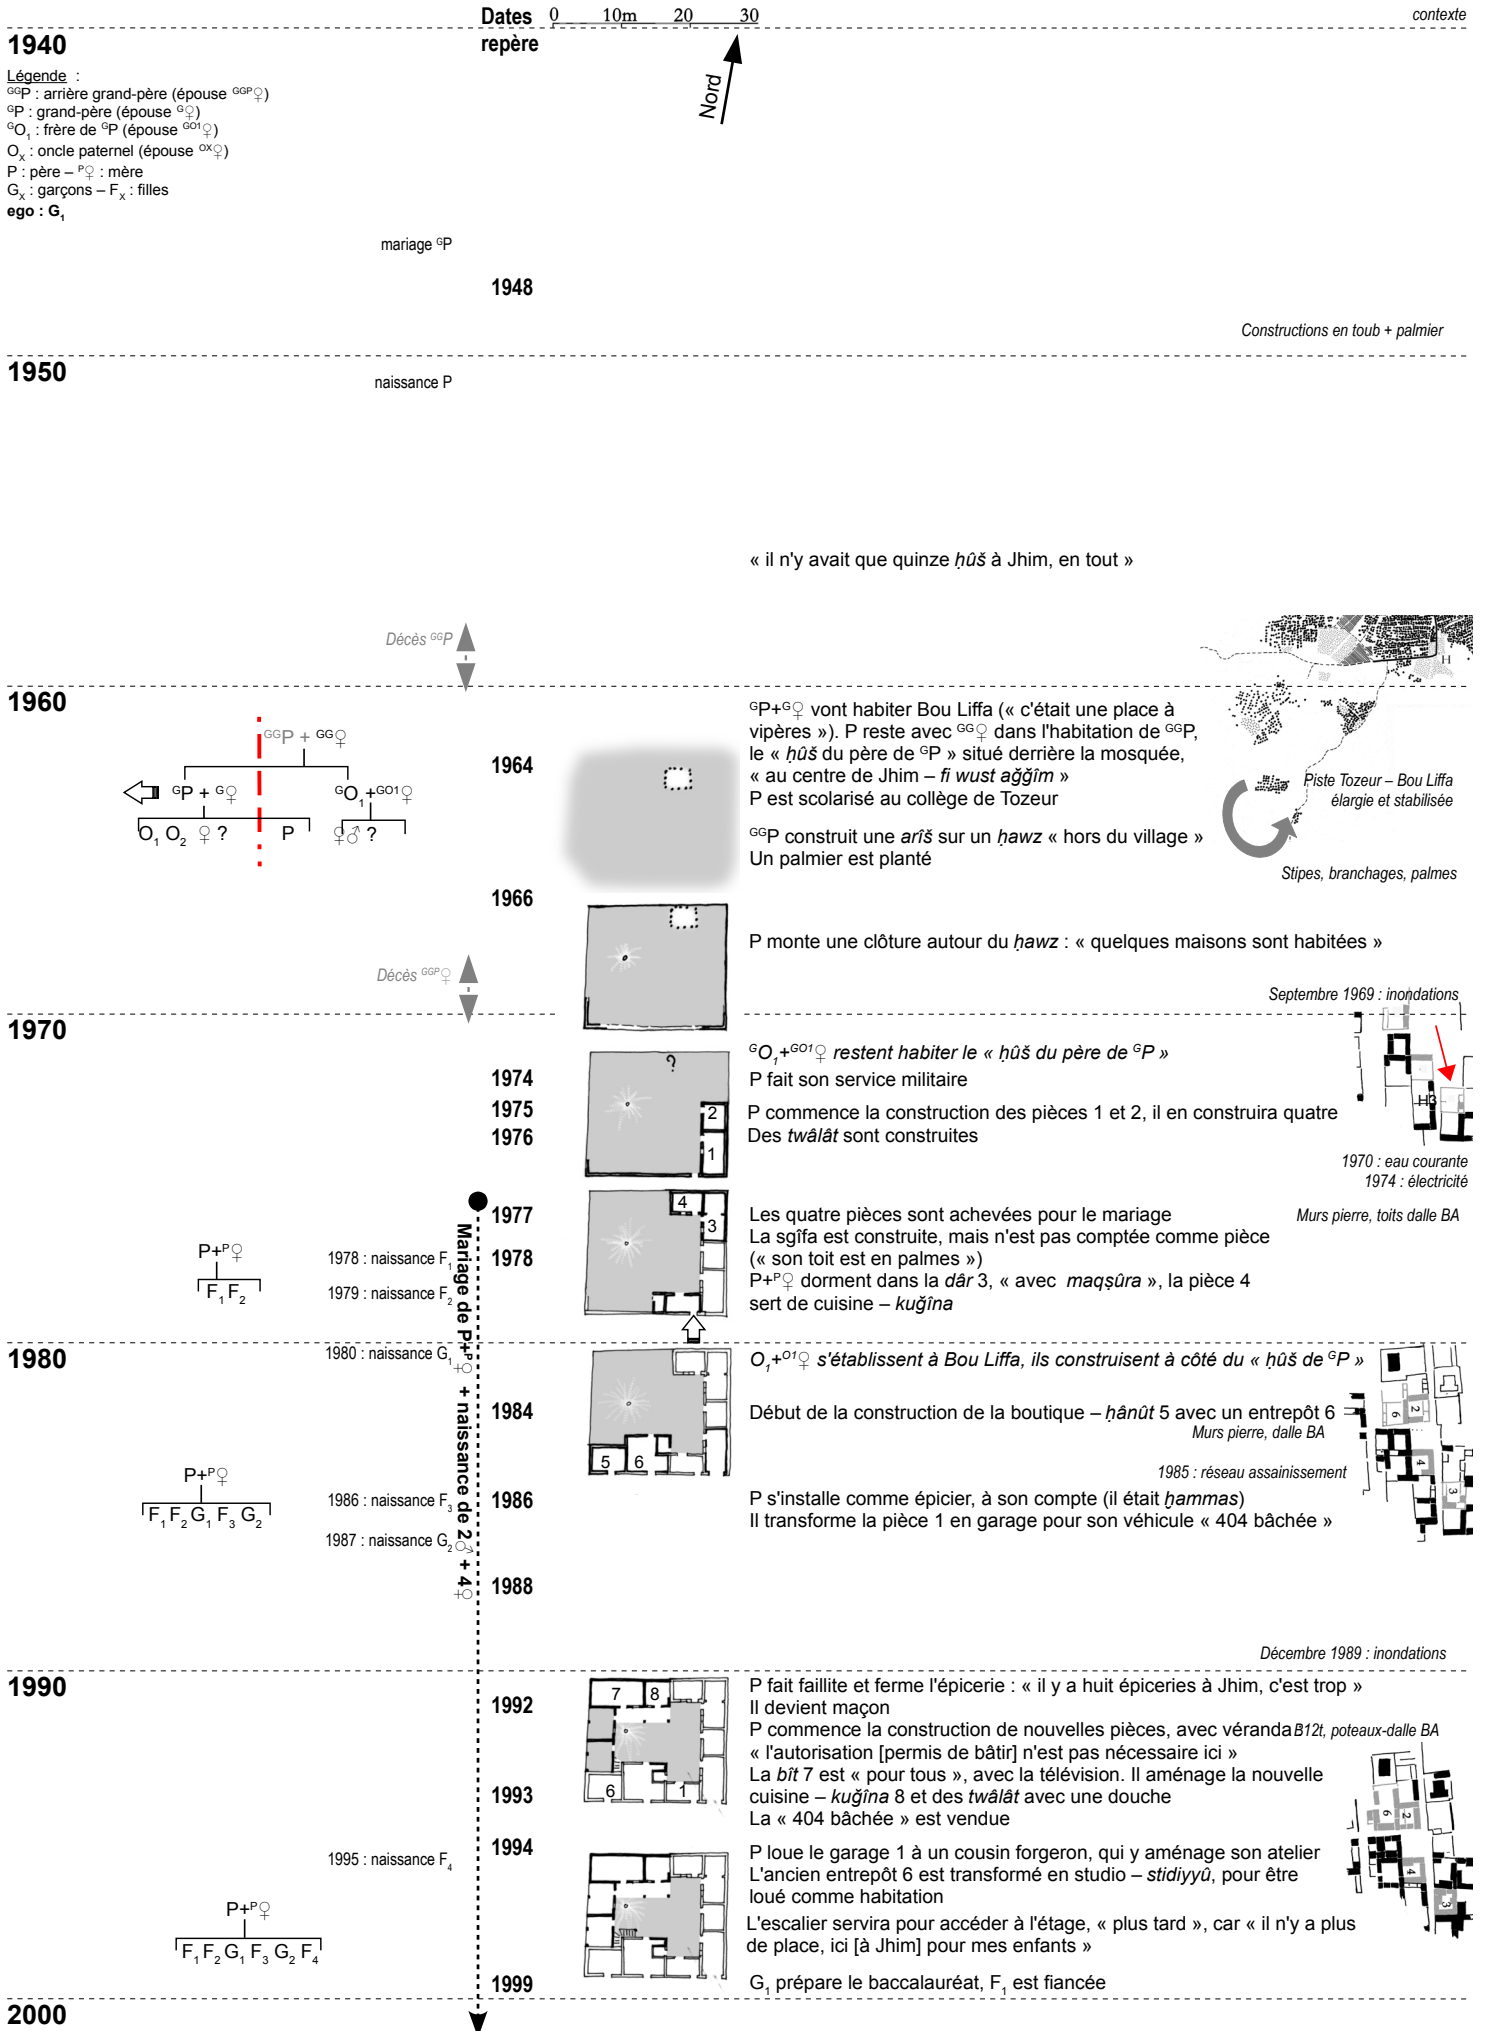 Dates 0 10m 20 30 contexte
1940 repère
Nord
Légende :
GGP : arrière grand-père (épouse GGP♀)
GP : grand-père (épouse G♀)
GO1 : frère de GP (épouse GO1♀)
Ox : oncle paternel (épouse OX♀)
P : père – P♀ : mère
Gx : garçons – Fx : filles
ego : G1
mariage GP
1948
Constructions en toub + palmier
1950
naissance P
« il n'y avait que quinze ḥûš à Jhim, en tout »
Décès GGP
H
1960
GGP + GG♀
GP + G♀ GO1+GO1♀
O1 O2 ♀ ? P ♀♂ ?
1964
GP+G♀ vont habiter Bou Liffa (« c'était une place à
vipères »). P reste avec GG♀ dans l'habitation de GGP,
le « ḥûš du père de GP » situé derrière la mosquée,
« au centre de Jhim – fi wust ağğîm »
P est scolarisé au collège de Tozeur
Piste Tozeur – Bou Liffa
élargie et stabilisée
GGP construit une arîš sur un ḥawz « hors du village »
Un palmier est planté
Stipes, branchages, palmes
1966
P monte une clôture autour du ḥawz : « quelques maisons sont habitées »
Décès GGP♀
Septembre 1969 : inondations
1970
?
GO1+GO1♀ restent habiter le « ḥûš du père de GP »
1974
P fait son service militaire
1975
2
P commence la construction des pièces 1 et 2, il en construira quatre
H3
1976
1
Des twâlât sont construites
1970 : eau courante
1974 : électricité
4
3
1977
Les quatre pièces sont achevées pour le mariage
Murs pierre, toits dalle BA
La sgîfa est construite, mais n'est pas comptée comme pièce
(« son toit est en palmes »)
P+P♀
F1 F2
1978 : naissance F1
1978
1979 : naissance F2
P+P♀ dorment dans la dâr 3, « avec maqṣûra », la pièce 4
sert de cuisine – kuğîna
Mariage de P+P♀ + naissance de 2♂ + 4♀
1980
1980 : naissance G1
O1+O1♀ s'établissent à Bou Liffa, ils construisent à côté du « ḥûš de GP »
1984
Début de la construction de la boutique – ḥânût 5 avec un entrepôt 6
Murs pierre, dalle BA
5 6
6 2
4
3
1985 : réseau assainissement
P+P♀
F1 F2 G1 F3 G2
1986 : naissance F3
1986
P s'installe comme épicier, à son compte (il était ḫammas)
Il transforme la pièce 1 en garage pour son véhicule « 404 bâchée »
1987 : naissance G2
1988
Décembre 1989 : inondations
1990
7 8
6 1
1992
P fait faillite et ferme l'épicerie : « il y a huit épiceries à Jhim, c'est trop »
Il devient maçon
P commence la construction de nouvelles pièces, avec véranda
B12t, poteaux-dalle BA
« l'autorisation [permis de bâtir] n'est pas nécessaire ici »
La bît 7 est « pour tous », avec la télévision. Il aménage la nouvelle
1993
cuisine – kuğîna 8 et des twâlât avec une douche
La « 404 bâchée » est vendue
6 2
4
3
1994
1995 : naissance F4
P loue le garage 1 à un cousin forgeron, qui y aménage son atelier
L'ancien entrepôt 6 est transformé en studio – stidiyyû, pour être
loué comme habitation
P+P♀
F1 F2 G1 F3 G2 F4
L'escalier servira pour accéder à l'étage, « plus tard », car « il n'y a plus
de place, ici [à Jhim] pour mes enfants »
1999
G1 prépare le baccalauréat, F1 est fiancée
2000